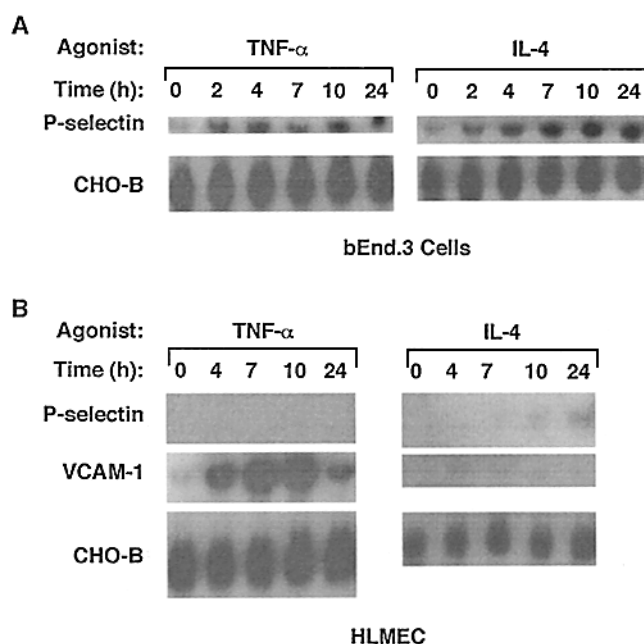 A
Agonist: TNF-α IL-4
Time (h): 0 2 4 7 10 24 0 2 4 7 10 24
P-selectin
CHO-B
bEnd.3 Cells
B
Agonist: TNF-α IL-4
Time (h): 0 4 7 10 24 0 4 7 10 24
P-selectin
VCAM-1
CHO-B
HLMEC